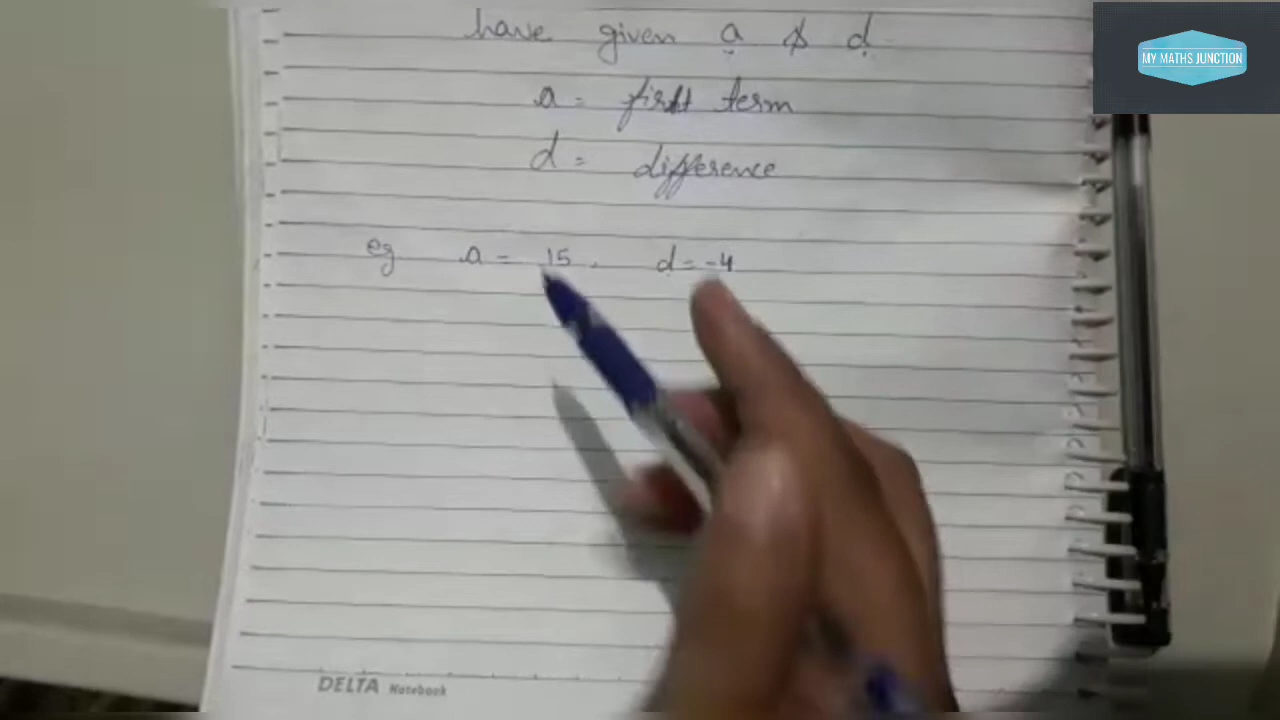 have given a & d
MY MATHS JUNCTION
a = first term
d = difference
eg a = 15, d = -4
DELTA Notebook